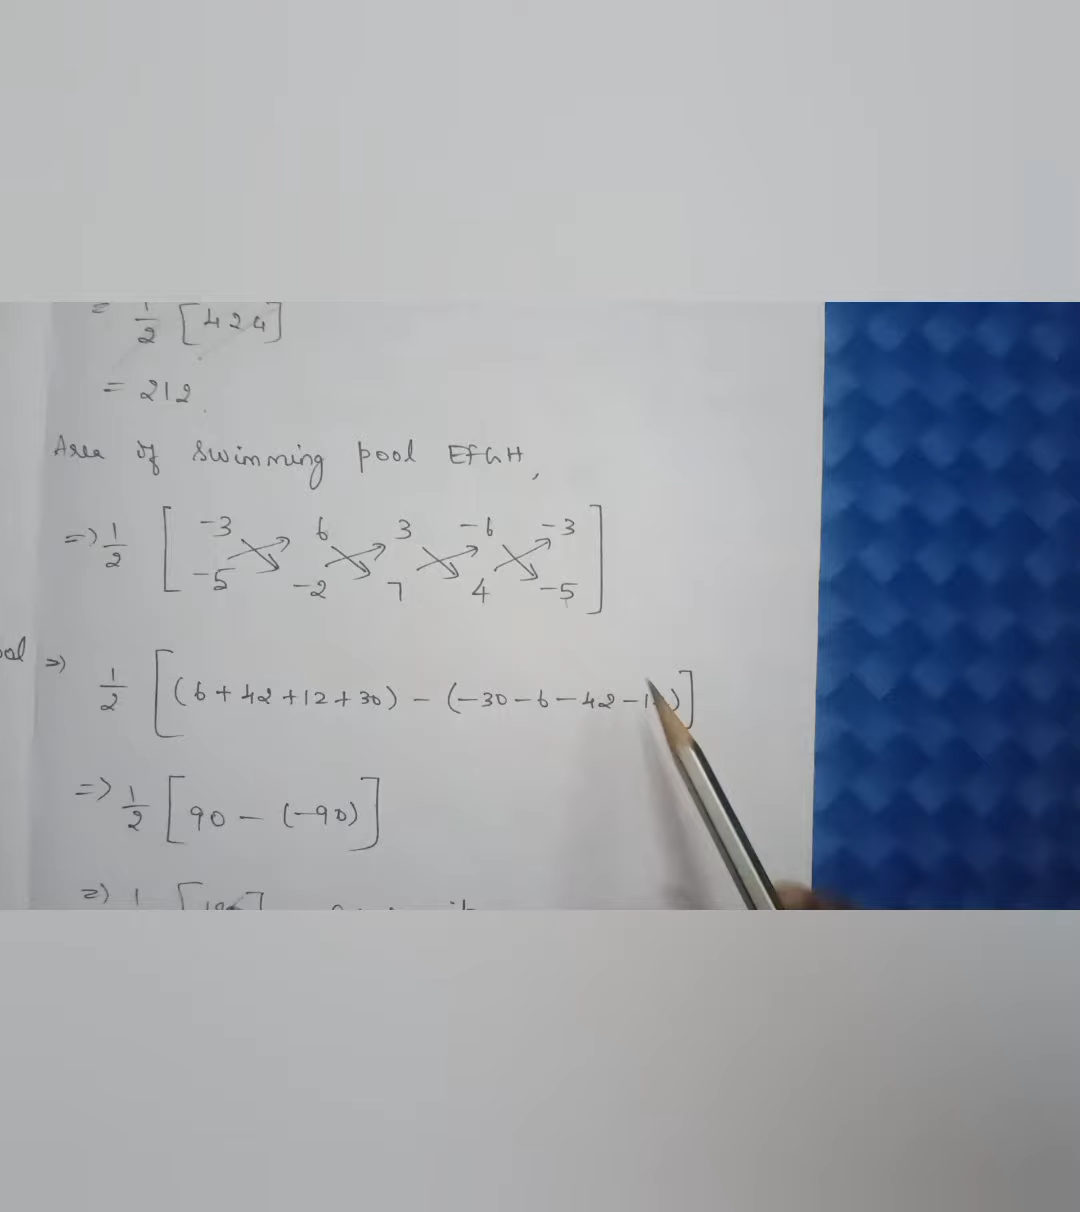 = 1/2 [424]
= 212.
Area of swimming pool EFGH,
=> 1/2 [ -3 6 3 -6 -3
-5 -2 7 4 -5 ]
=> 1/2 [(6+42+12+30) - (-30-6-42-1 )]
=> 1/2 [90 - (-90)]